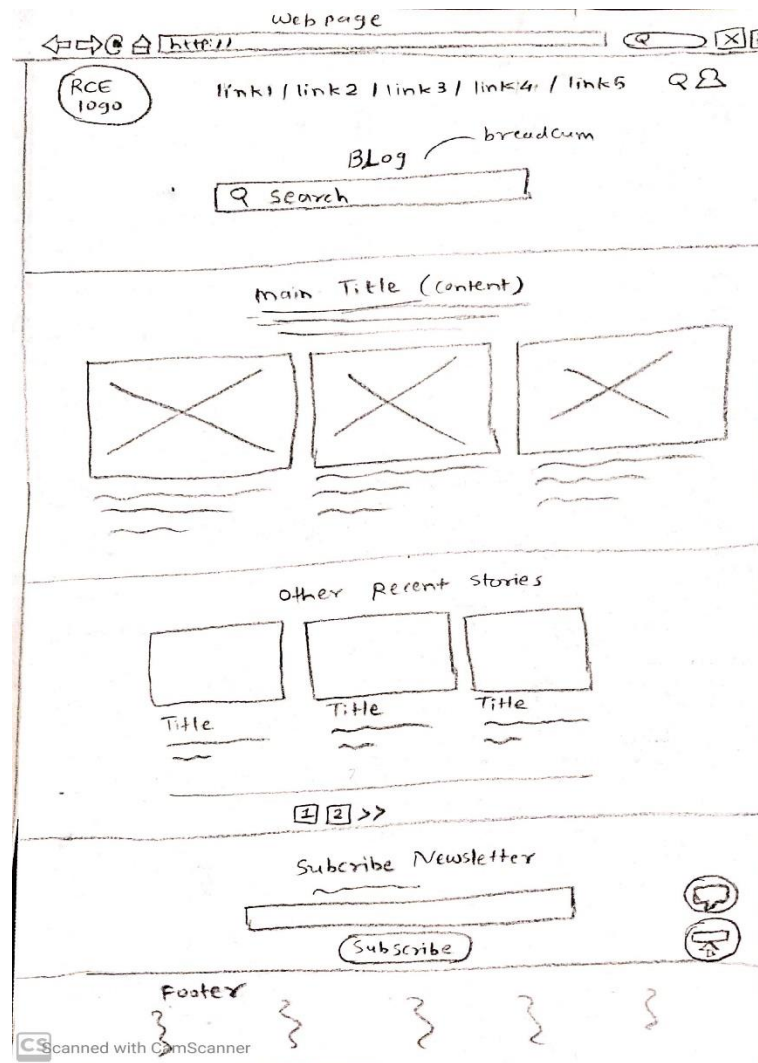 Web page
http://
RCE
logo
link1 / link2 / link3 / link4 / link5
breadcum
BLog
Q search
Main Title (content)
other Recent stories
Title
Title
Title
1 2 >>
Subcribe Newsletter
Subscribe
Footer
CS Scanned with CamScanner